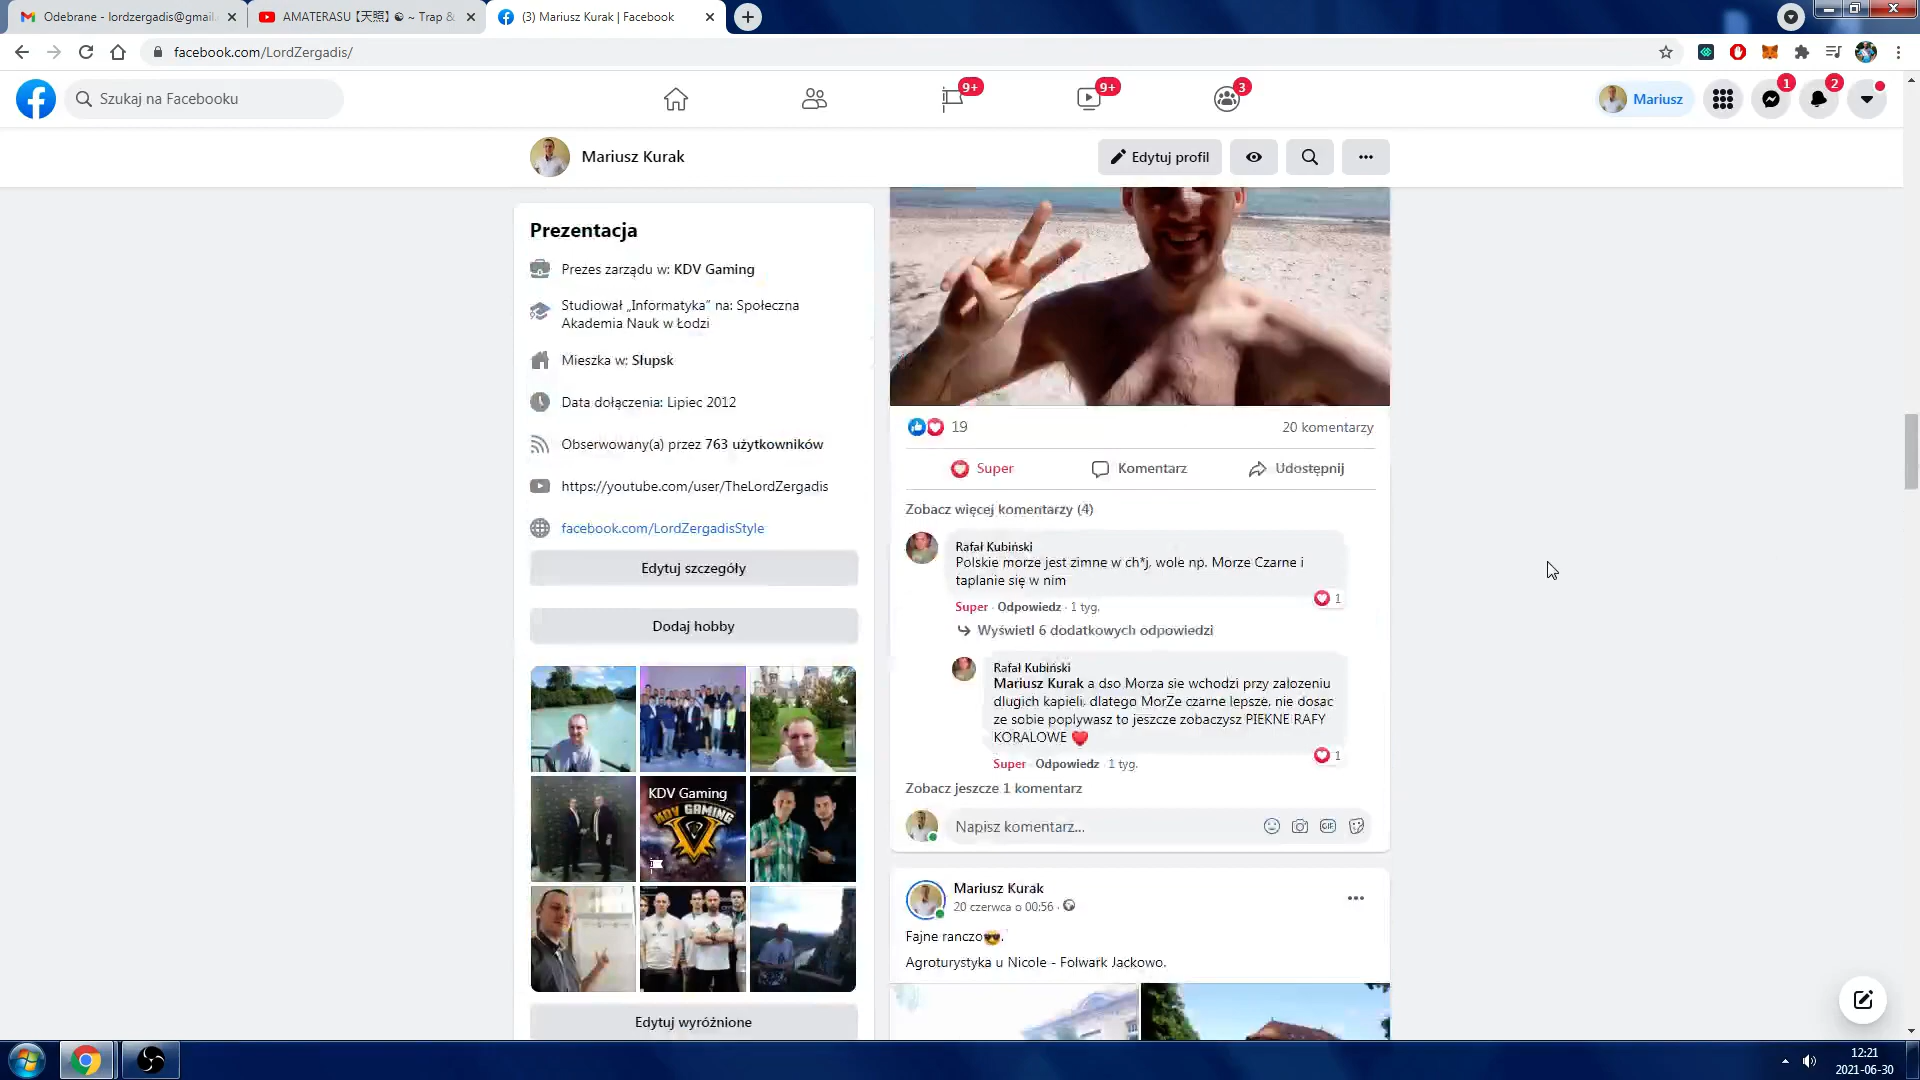 Odebrane - lordzergadis@gmail.
AMATERASU【天照】☯ ~ Trap &
(3) Mariusz Kurak | Facebook
facebook.com/LordZergadis/
Szukaj na Facebooku
9+
9+
3
Mariusz
1
2
Mariusz Kurak
Edytuj profil
Prezentacja
Prezes zarządu w: KDV Gaming
Studiował „Informatyka” na: Społeczna
Akademia Nauk w Łodzi
Mieszka w: Słupsk
Data dołączenia: Lipiec 2012
Obserwowany(a) przez 763 użytkowników
https://youtube.com/user/TheLordZergadis
facebook.com/LordZergadisStyle
Edytuj szczegóły
Dodaj hobby
KDV Gaming
KDV GAMING
Edytuj wyróżnione
19
20 komentarzy
Super
Komentarz
Udostępnij
Zobacz więcej komentarzy (4)
Rafał Kubiński
Polskie morze jest zimne w ch*j, wole np. Morze Czarne i
taplanie się w nim
1
Super · Odpowiedz · 1 tyg.
Wyświetl 6 dodatkowych odpowiedzi
Rafał Kubiński
Mariusz Kurak a dso Morza sie wchodzi przy zalozeniu
dlugich kapieli, dlatego MorZe czarne lepsze, nie dosac
ze sobie poplywasz to jeszcze zobaczysz PIEKNE RAFY
KORALOWE ❤️
1
Super · Odpowiedz · 1 tyg.
Zobacz jeszcze 1 komentarz
Napisz komentarz...
GIF
Mariusz Kurak
20 czerwca o 00:56 ·
Fajne ranczo😎.
Agroturystyka u Nicole - Folwark Jackowo.
12:21
2021-06-30